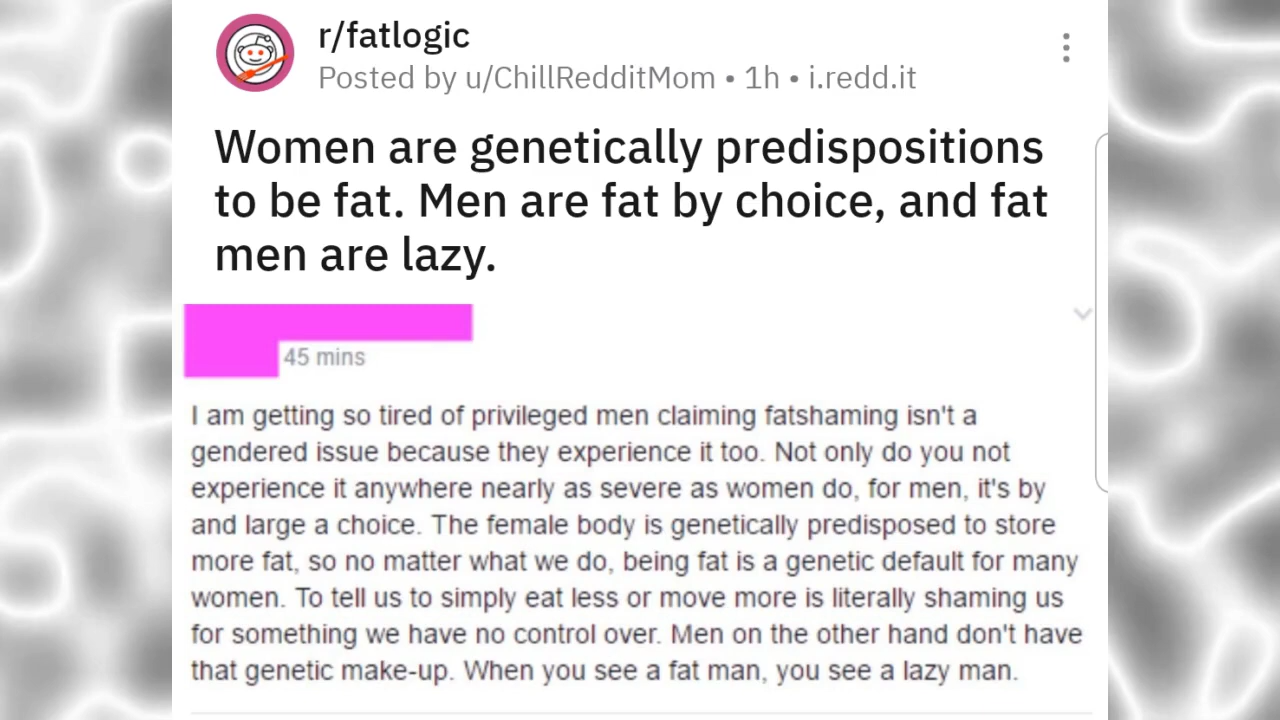 r/fatlogic
Posted by u/ChillRedditMom • 1h • i.redd.it
Women are genetically predispositions
to be fat. Men are fat by choice, and fat
men are lazy.
45 mins
I am getting so tired of privileged men claiming fatshaming isn't a
gendered issue because they experience it too. Not only do you not
experience it anywhere nearly as severe as women do, for men, it's by
and large a choice. The female body is genetically predisposed to store
more fat, so no matter what we do, being fat is a genetic default for many
women. To tell us to simply eat less or move more is literally shaming us
for something we have no control over. Men on the other hand don't have
that genetic make-up. When you see a fat man, you see a lazy man.